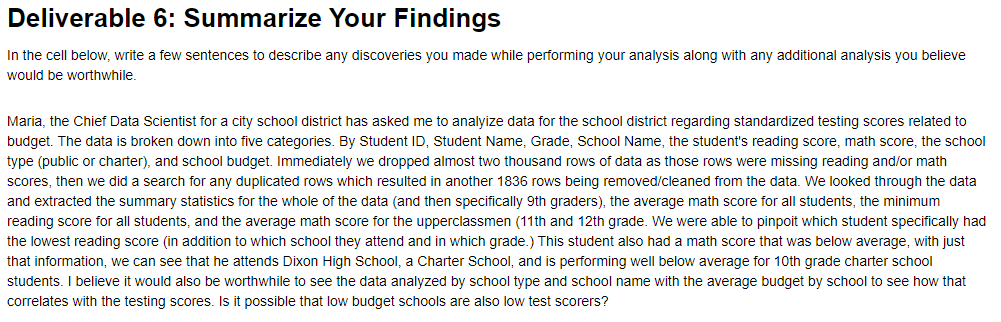 Deliverable 6: Summarize Your Findings
In the cell below, write a few sentences to describe any discoveries you made while performing your analysis along with any additional analysis you believe
would be worthwhile.
Maria, the Chief Data Scientist for a city school district has asked me to analyize data for the school district regarding standardized testing scores related to
budget. The data is broken down into five categories. By Student ID, Student Name, Grade, School Name, the student's reading score, math score, the school
type (public or charter), and school budget. Immediately we dropped almost two thousand rows of data as those rows were missing reading and/or math
scores, then we did a search for any duplicated rows which resulted in another 1836 rows being removed/cleaned from the data. We looked through the data
and extracted the summary statistics for the whole of the data (and then specifically 9th graders), the average math score for all students, the minimum
reading score for all students, and the average math score for the upperclassmen (11th and 12th grade. We were able to pinpoit which student specifically had
the lowest reading score (in addition to which school they attend and in which grade.) This student also had a math score that was below average, with just
that information, we can see that he attends Dixon High School, a Charter School, and is performing well below average for 10th grade charter school
students. I believe it would also be worthwhile to see the data analyzed by school type and school name with the average budget by school to see how that
correlates with the testing scores. Is it possible that low budget schools are also low test scorers?